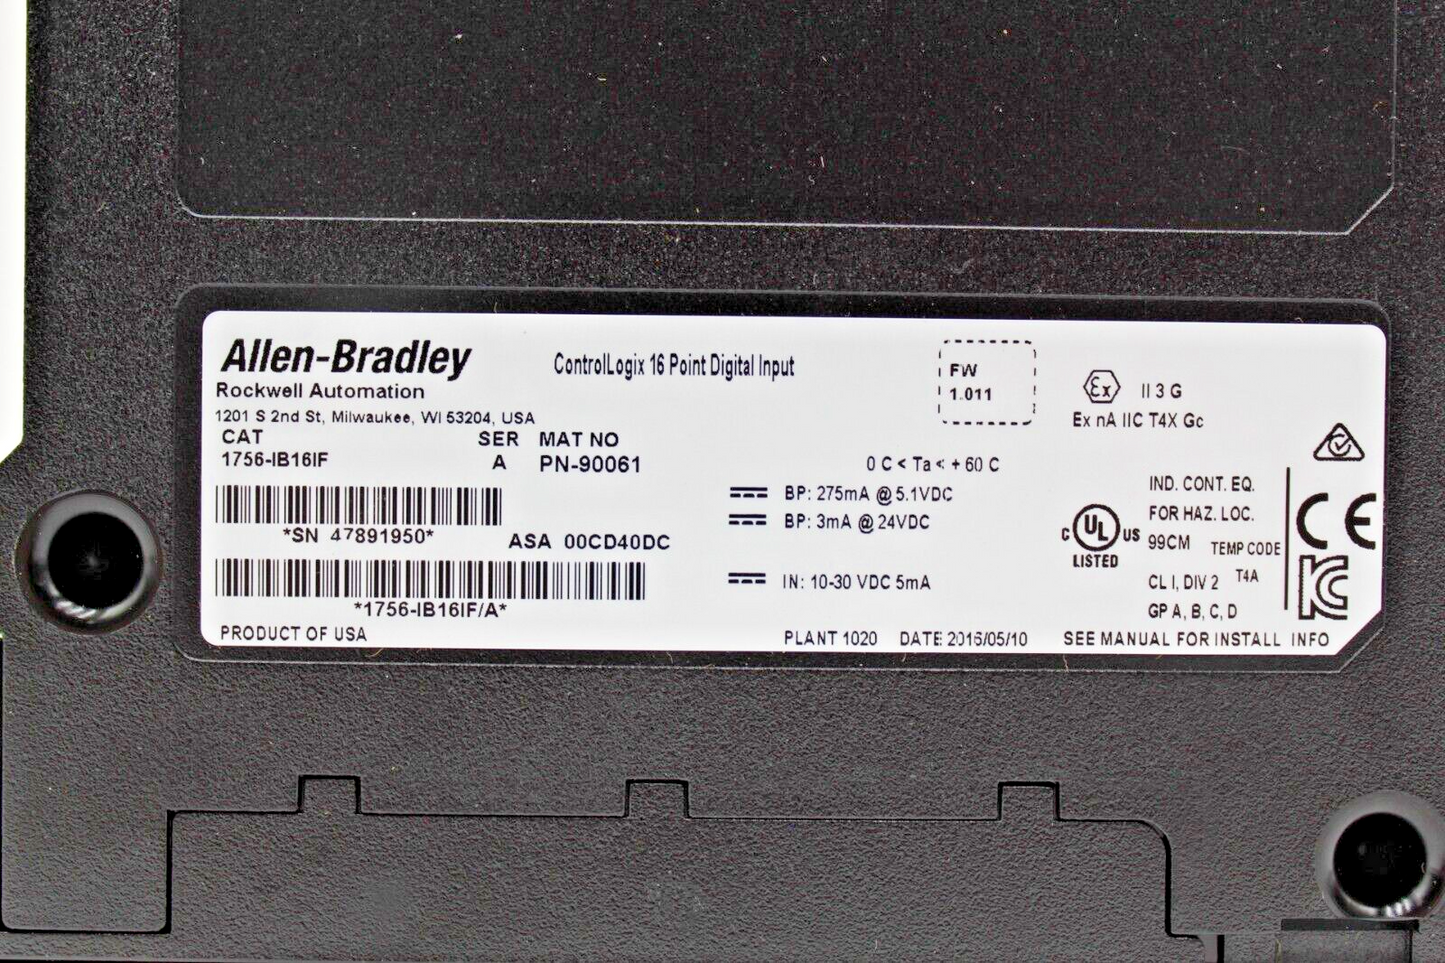 Allen-Bradley
Rockwell Automation
1201 S 2nd St, Milwaukee, WI 53204, USA
CAT SER MAT NO
1756-IB16IF A PN-90061
*SN 47891950*
ASA 00CD40DC
*1756-IB16IF/A*
PRODUCT OF USA
ControlLogix 16 Point Digital Input
FW
1.011
0 C < Ta < + 60 C
BP: 275mA @ 5.1VDC
BP: 3mA @ 24VDC
IN: 10-30 VDC 5mA
PLANT 1020 DATE 2016/05/10
Ex II 3 G
Ex nA IIC T4X Gc
C UL US
LISTED
IND. CONT. EQ.
FOR HAZ. LOC.
99CM TEMP CODE
CL I, DIV 2 T4A
GP A, B, C, D
CE
KC
SEE MANUAL FOR INSTALL INFO